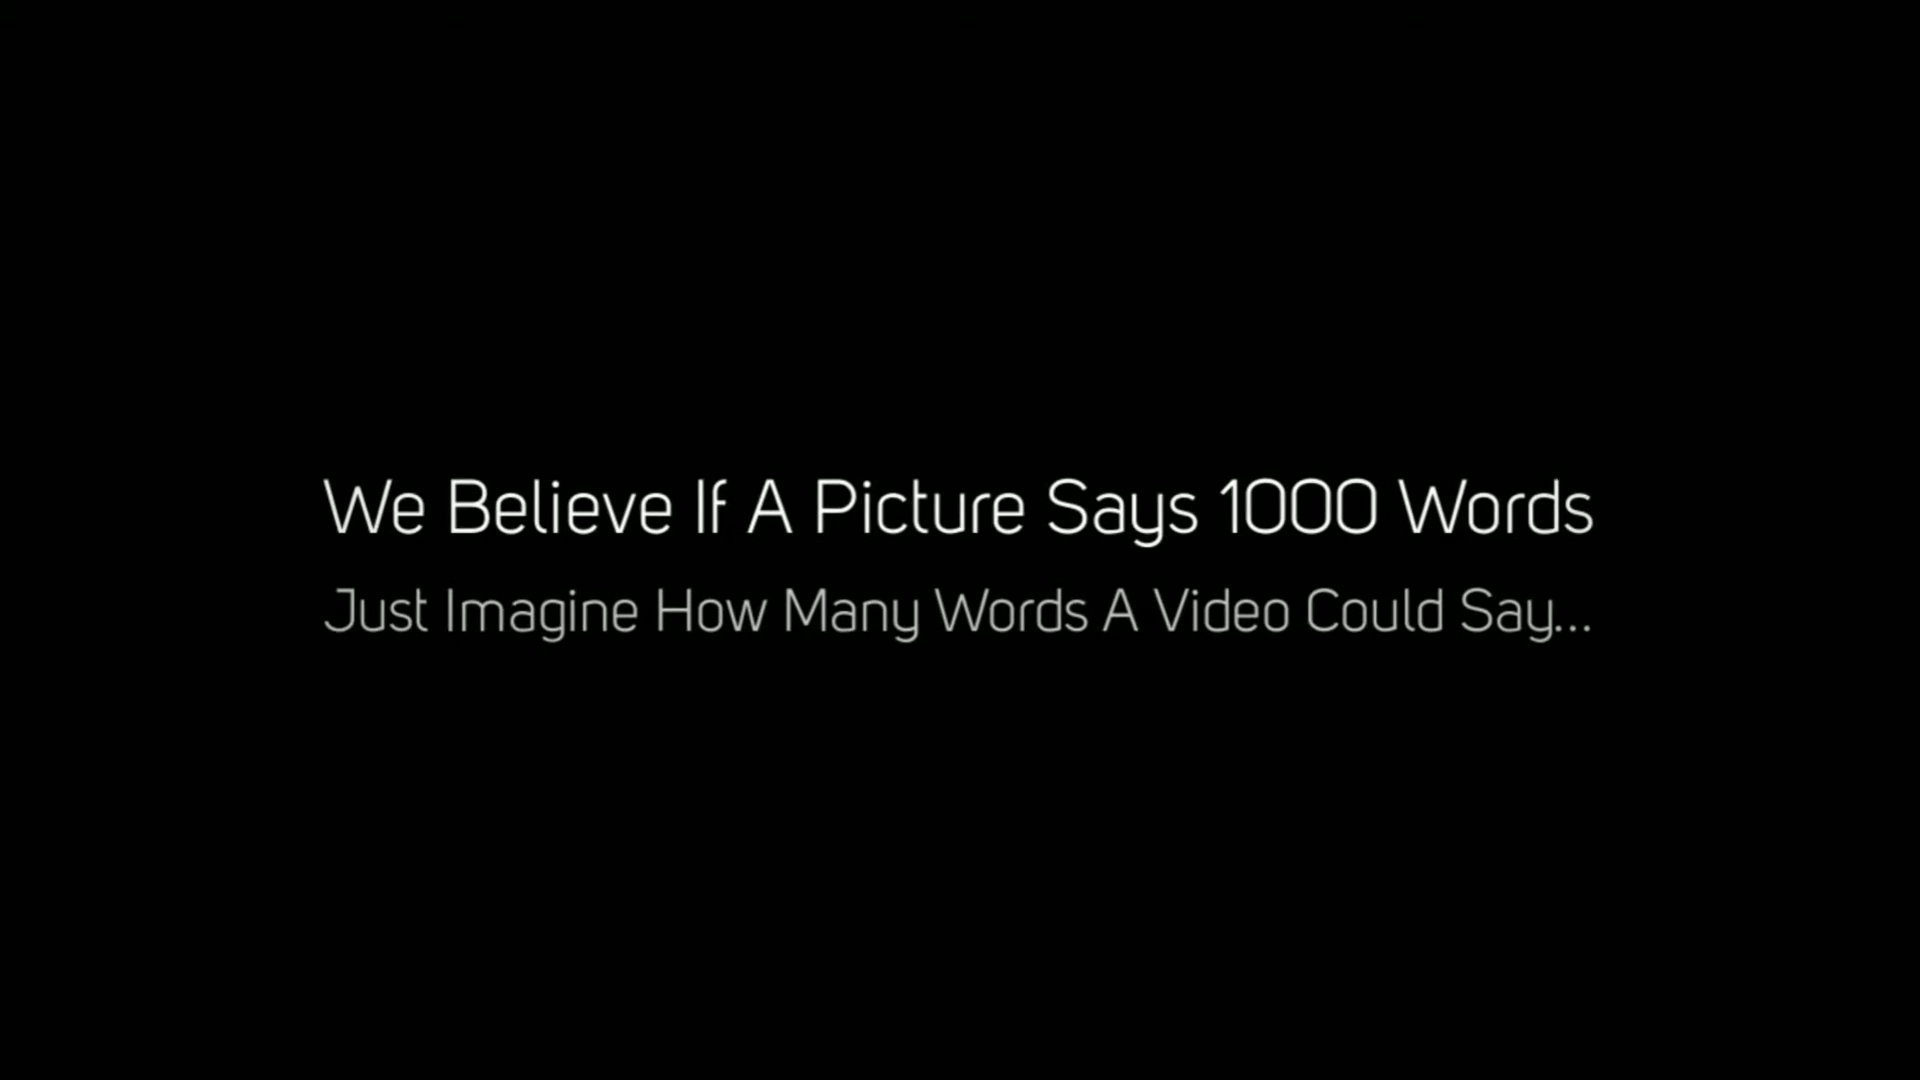 We Believe If A Picture Says 1000 Words
Just Imagine How Many Words A Video Could Say...